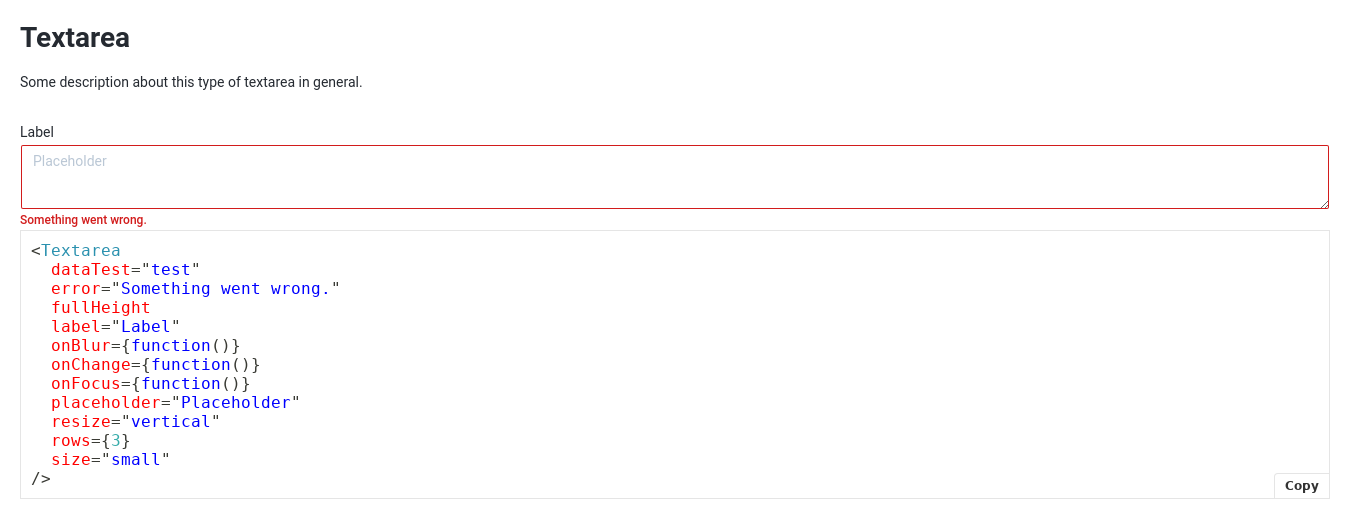 Textarea
Some description about this type of textarea in general.
Label
Placeholder
Something went wrong.
<Textarea
  dataTest="test"
  error="Something went wrong."
  fullHeight
  label="Label"
  onBlur={function()}
  onChange={function()}
  onFocus={function()}
  placeholder="Placeholder"
  resize="vertical"
  rows={3}
  size="small"
/>
Copy